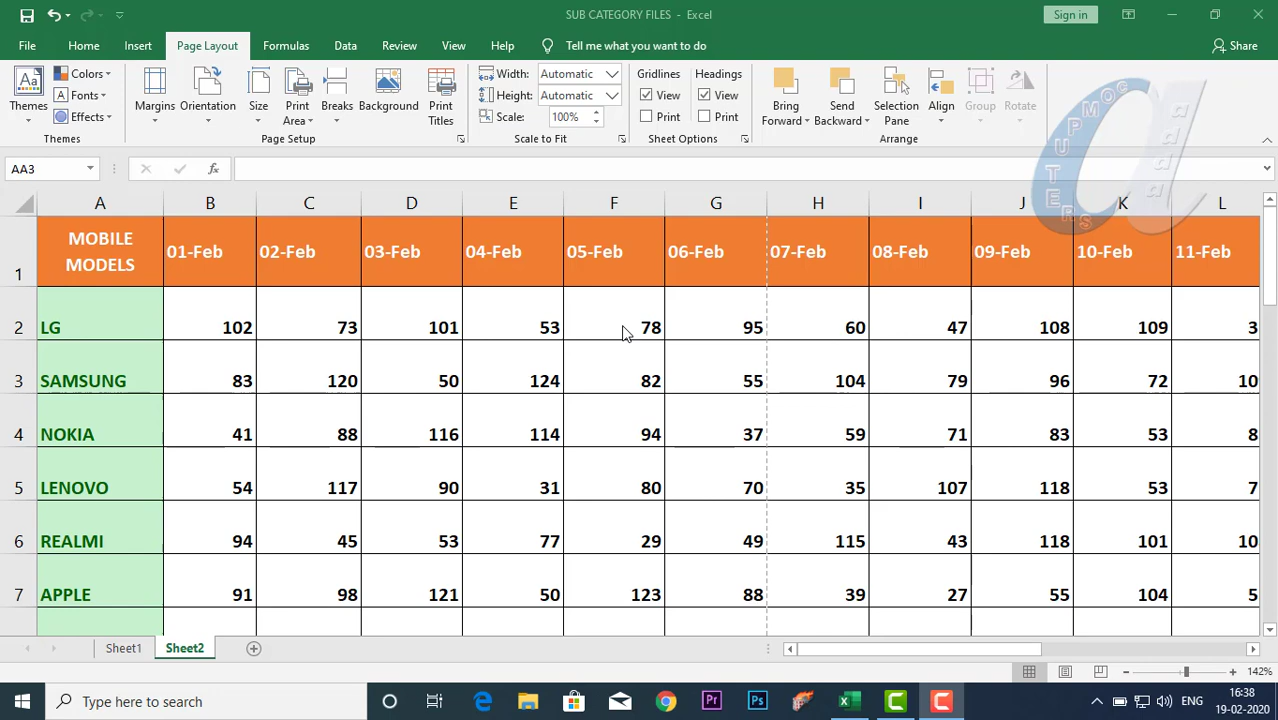 SUB CATEGORY FILES - Excel
Sign in
File Home Insert Page Layout Formulas Data Review View Help Tell me what you want to do Share
Themes Colors Fonts Effects
Margins Orientation Size Print Area Breaks Background Print Titles
Width: Automatic
Height: Automatic
Scale: 100%
Gridlines Headings
View View
Print Print
Bring Forward Send Backward Selection Pane Align Group Rotate
Themes Page Setup Scale to Fit Sheet Options Arrange
COMPUTERS
adda
AA3 fx
A B C D E F G H I J K L
1 MOBILE MODELS 01-Feb 02-Feb 03-Feb 04-Feb 05-Feb 06-Feb 07-Feb 08-Feb 09-Feb 10-Feb 11-Feb
2 LG 102 73 101 53 78 95 60 47 108 109 3
3 SAMSUNG 83 120 50 124 82 55 104 79 96 72 10
4 NOKIA 41 88 116 114 94 37 59 71 83 53 8
5 LENOVO 54 117 90 31 80 70 35 107 118 53 7
6 REALMI 94 45 53 77 29 49 115 43 118 101 10
7 APPLE 91 98 121 50 123 88 39 27 55 104 5
Sheet1 Sheet2
142%
Type here to search
Pr Ps
ENG
16:38
19-02-2020